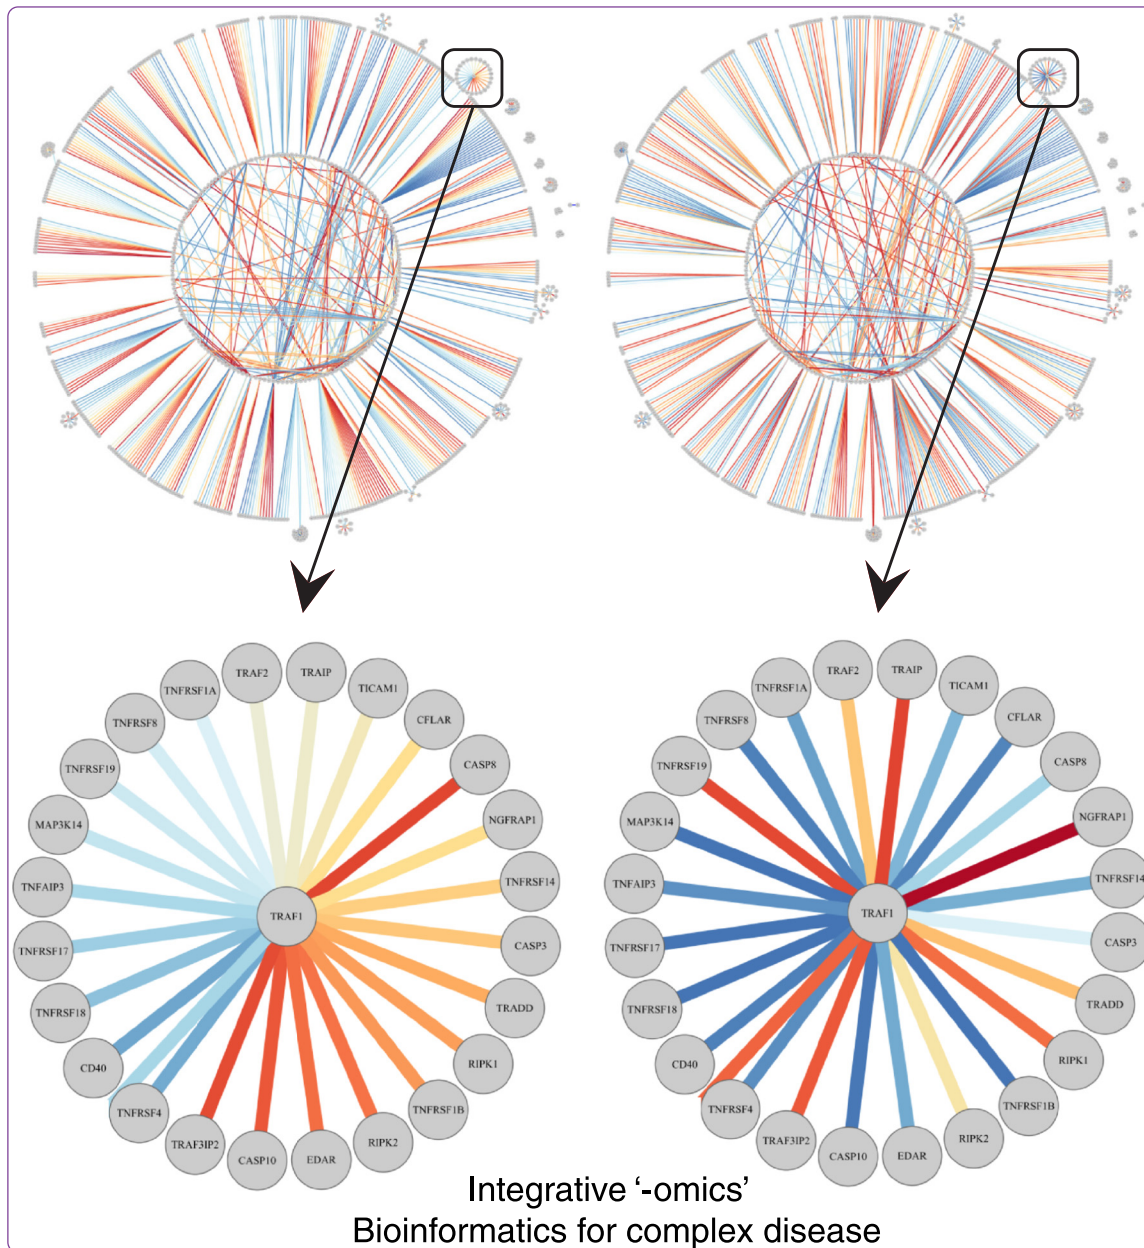 TRAF2
TRAIP
TNFRSF1A
TICAM1
TNFRSF8
CFLAR
TNFRSF19
CASP8
MAP3K14
NGFRAP1
TNFAIP3
TNFRSF14
TRAF1
TNFRSF17
CASP3
TNFRSF18
TRADD
CD40
RIPK1
TNFRSF4
TNFRSF1B
TRAF3IP2
RIPK2
CASP10
EDAR
TRAF2
TRAIP
TNFRSF1A
TICAM1
TNFRSF8
CFLAR
TNFRSF19
CASP8
MAP3K14
NGFRAP1
TNFAIP3
TNFRSF14
TRAF1
TNFRSF17
CASP3
TNFRSF18
TRADD
CD40
RIPK1
TNFRSF4
TNFRSF1B
TRAF3IP2
RIPK2
CASP10
EDAR
Integrative ‘-omics’
Bioinformatics for complex disease